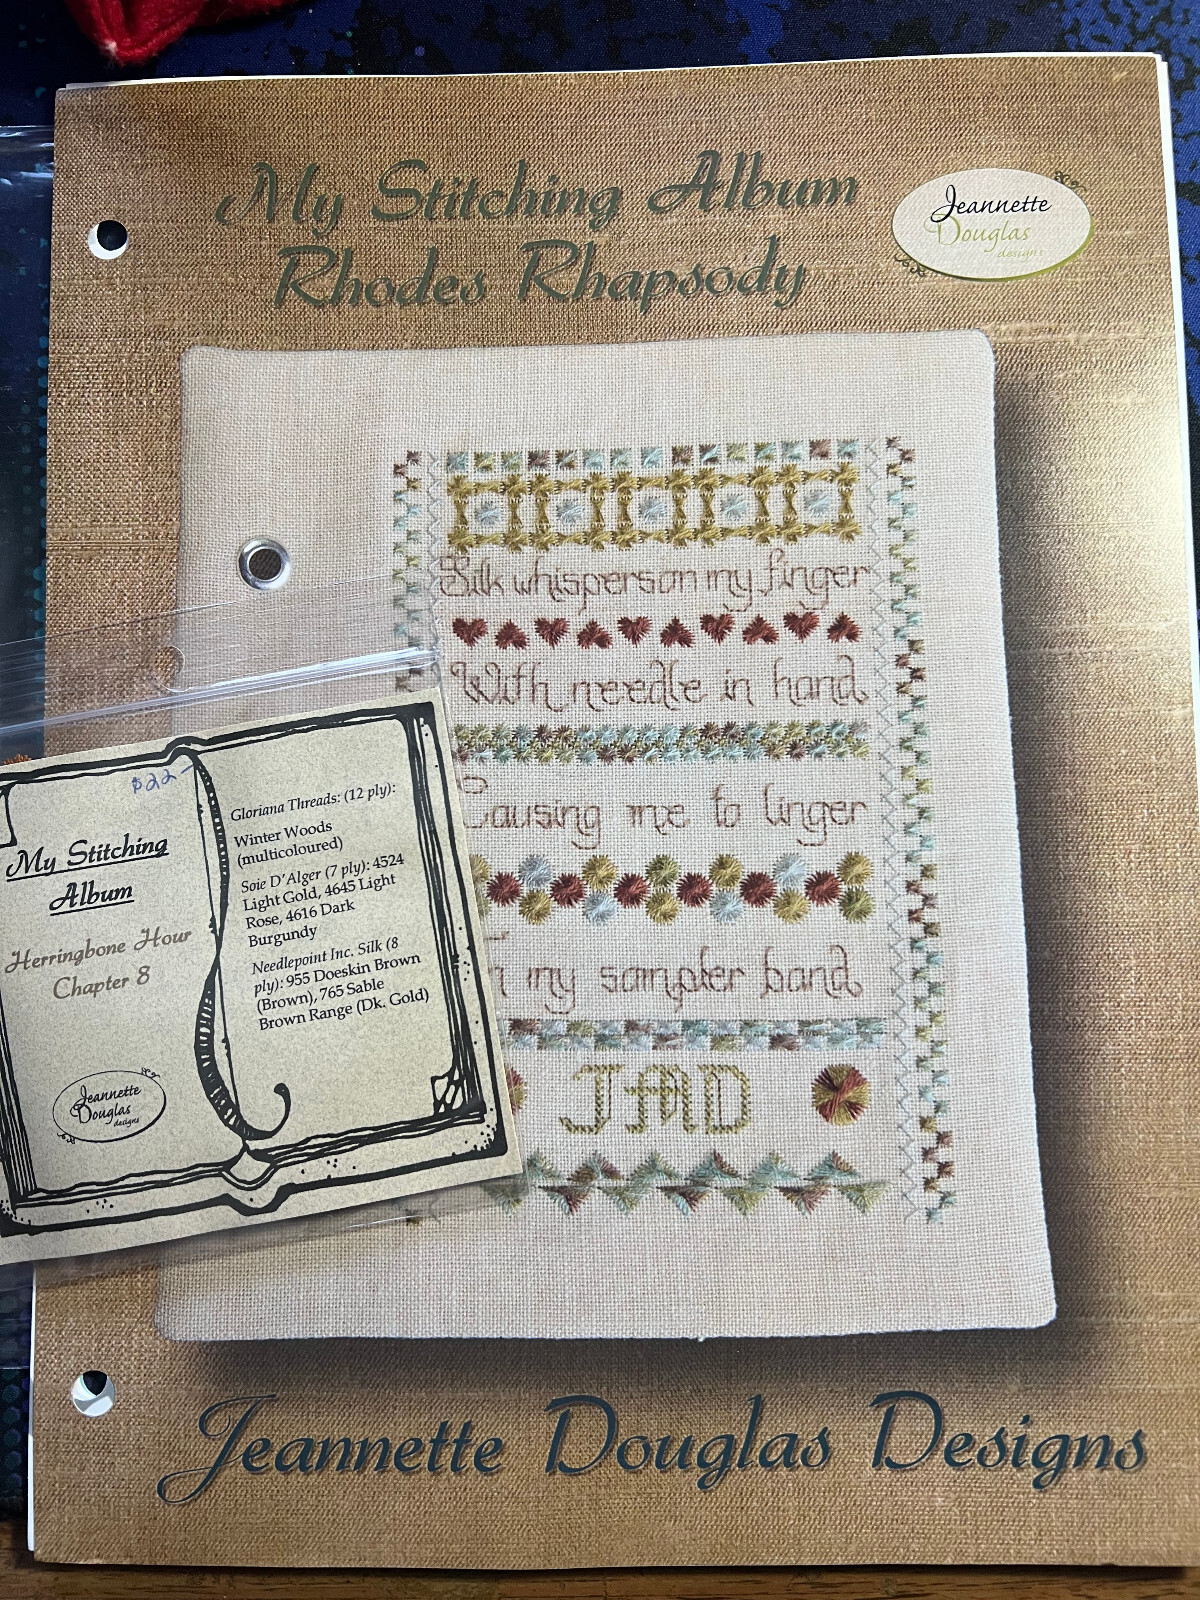 My Stitching Album
Rhodes Rhapsody
Jeannette
Douglas
designs
Silk whispers on my finger
With needle in hand
Causing me to linger
my sampler band
JMD
$22-
My Stitching
Album
Herringbone Hour
Chapter 8
Jeannette
Douglas
designs
Gloriana Threads: (12 ply):
Winter Woods
(multicoloured)
Soie D'Alger (7 ply): 4524
Light Gold, 4645 Light
Rose, 4616 Dark
Burgundy
Needlepoint Inc. Silk (8
ply): 955 Doeskin Brown
(Brown), 765 Sable
Brown Range (Dk. Gold)
Jeannette Douglas Designs